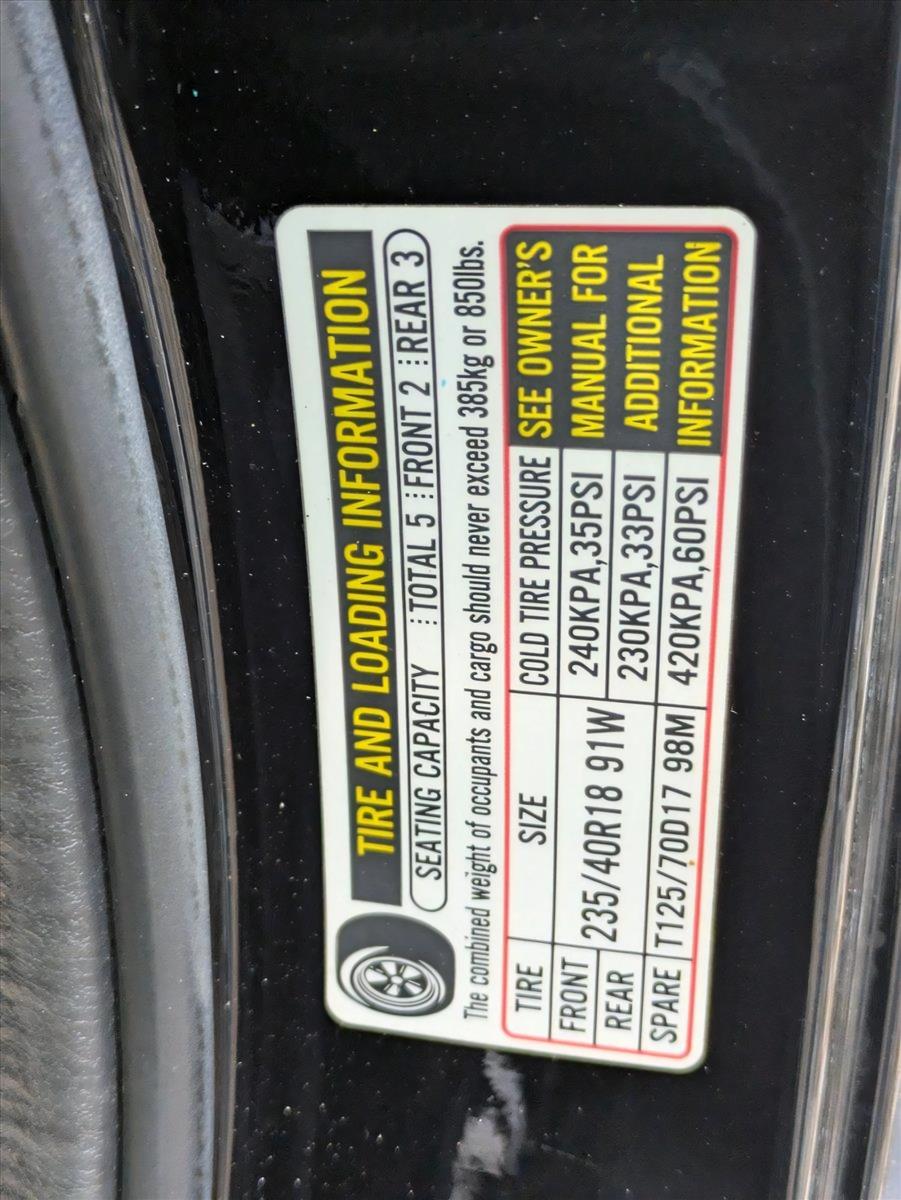 TIRE AND LOADING INFORMATION
SEATING CAPACITY TOTAL 5 FRONT 2 REAR 3
The combined weight of occupants and cargo should never exceed 385kg or 850lbs.
TIRE SIZE COLD TIRE PRESSURE
FRONT 235/40R18 91W 240KPA,35PSI
REAR 230KPA,33PSI
SPARE T125/70D17 98M 420KPA,60PSI
SEE OWNER'S
MANUAL FOR
ADDITIONAL
INFORMATION